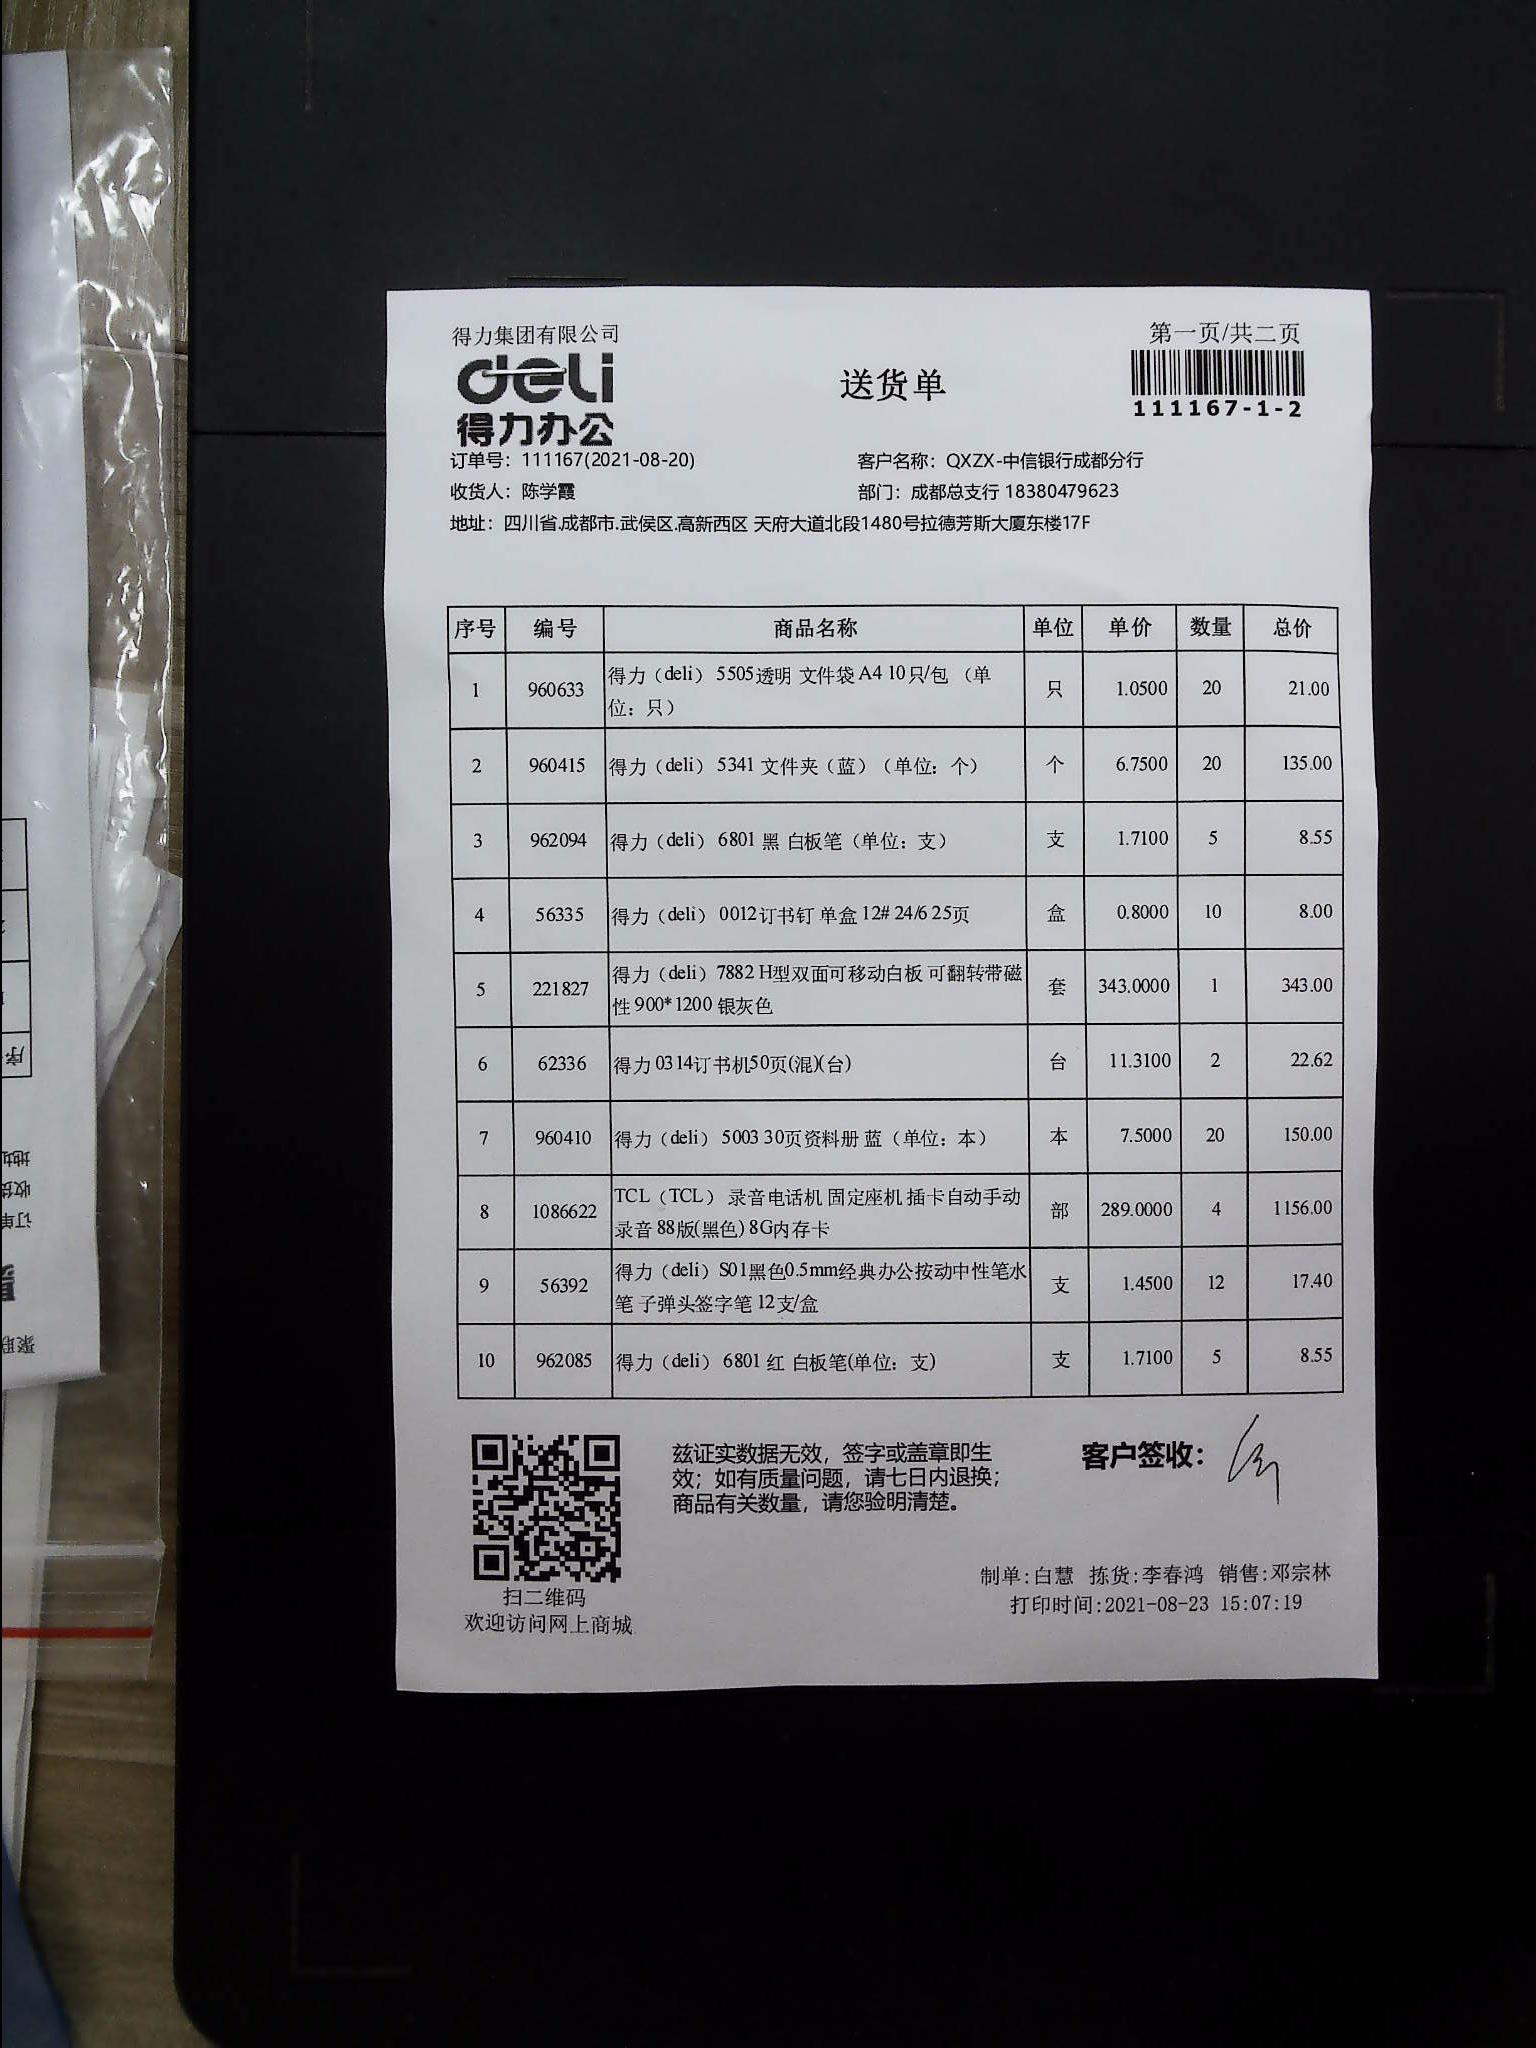 得力集团有限公司
第一页/共二页
deli
得力办公
送货单
111167-1-2
订单号：111167(2021-08-20)
客户名称：QXZX-中信银行成都分行
收货人：陈学霞
部门：成都总支行 18380479623
地址：四川省.成都市.武侯区.高新西区 天府大道北段1480号拉德芳斯大厦东楼17F
序号 编号 商品名称 单位 单价 数量 总价
1 960633 得力（deli） 5505透明 文件袋 A4 10只/包 （单
位：只） 只 1.0500 20 21.00
2 960415 得力（deli） 5341 文件夹（蓝）（单位：个） 个 6.7500 20 135.00
3 962094 得力（deli） 6801 黑 白板笔（单位：支） 支 1.7100 5 8.55
4 56335 得力（deli） 0012订书钉 单盒 12# 24/6 25页 盒 0.8000 10 8.00
5 221827 得力（deli）7882 H型双面可移动白板 可翻转带磁
性 900*1200 银灰色 套 343.0000 1 343.00
6 62336 得力 0314订书机50页(混)(台) 台 11.3100 2 22.62
7 960410 得力（deli） 5003 30页资料册 蓝（单位：本） 本 7.5000 20 150.00
8 1086622 TCL（TCL） 录音电话机 固定座机 插卡自动手动
录音 88版(黑色) 8G内存卡 部 289.0000 4 1156.00
9 56392 得力（deli）S01黑色0.5mm经典办公按动中性笔水
笔 子弹头签字笔 12支/盒 支 1.4500 12 17.40
10 962085 得力（deli） 6801 红 白板笔(单位：支) 支 1.7100 5 8.55
兹证实数据无效，签字或盖章即生
效；如有质量问题，请七日内退换；
商品有关数量，请您验明清楚。
客户签收：
扫二维码
欢迎访问网上商城
制单:白慧 拣货:李春鸿 销售:邓宗林
打印时间:2021-08-23 15:07:19